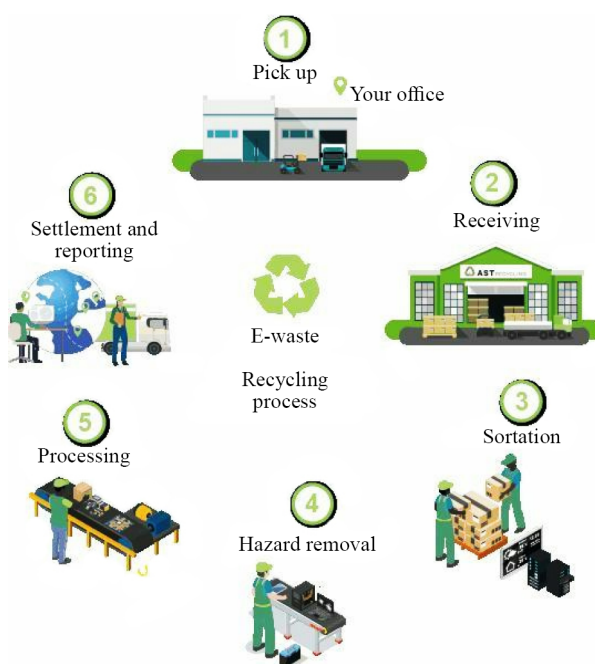 1
Pick up
Your office
2
Receiving
AST RECYCLING
3
Sortation
4
Hazard removal
5
Processing
6
Settlement and
reporting
E-waste
Recycling
process